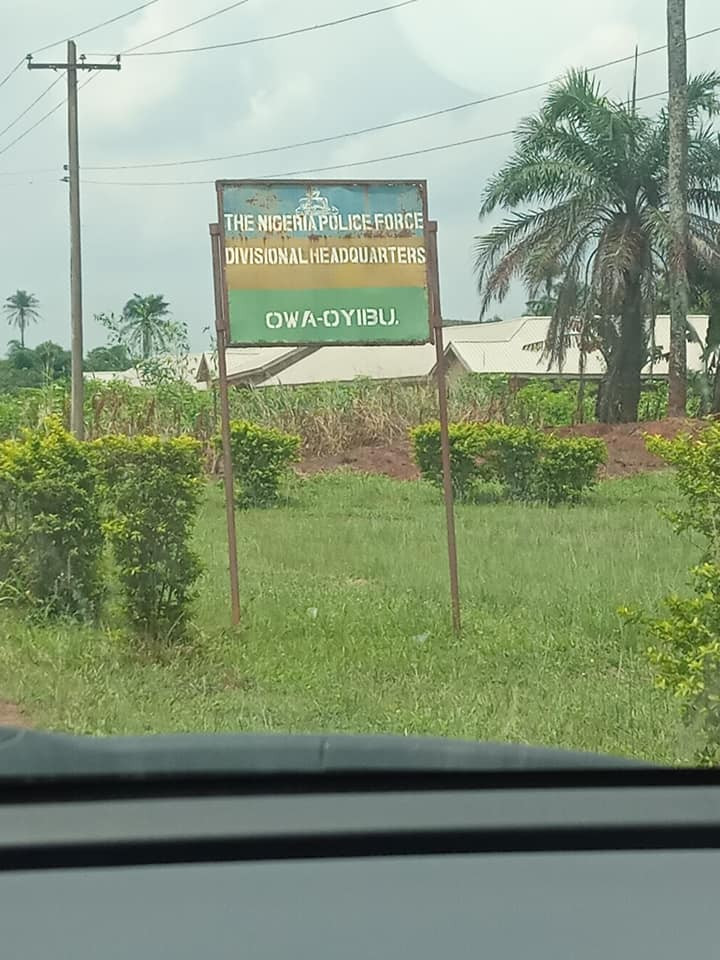 THE NIGERIA POLICE FORCE
DIVISIONAL HEADQUARTERS
OWA-OYIBU.